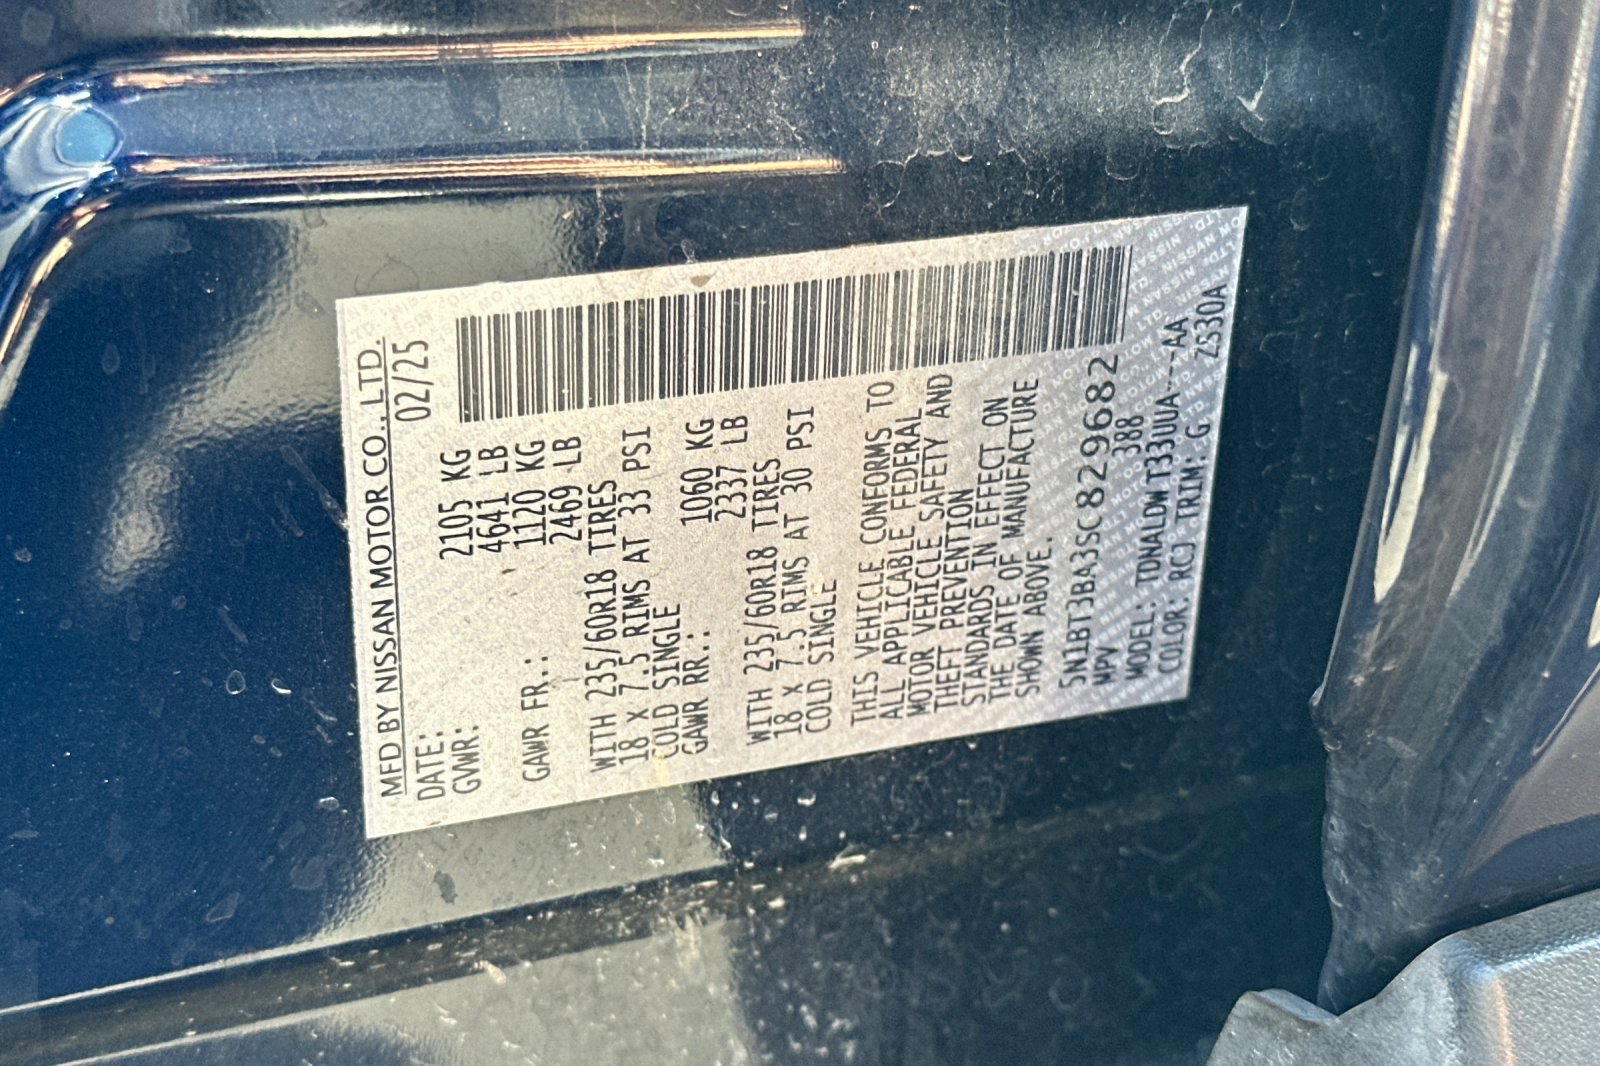 MFD BY NISSAN MOTOR CO., LTD.
DATE: 02/25
GVWR: 2105 KG
4641 LB
GAWR FR.: 1120 KG
2469 LB
WITH 235/60R18 TIRES
18 X 7.5 RIMS AT 33 PSI
COLD SINGLE
GAWR RR.: 1060 KG
2337 LB
WITH 235/60R18 TIRES
18 X 7.5 RIMS AT 30 PSI
COLD SINGLE
THIS VEHICLE CONFORMS TO
ALL APPLICABLE FEDERAL
MOTOR VEHICLE SAFETY AND
THEFT PREVENTION
STANDARDS IN EFFECT ON
THE DATE OF MANUFACTURE
SHOWN ABOVE.
5N1BT3BA3SC829682
MPV 388
MODEL: TDNALDWT33UUA---AA
COLOR: RCJ TRIM: G ZS30A